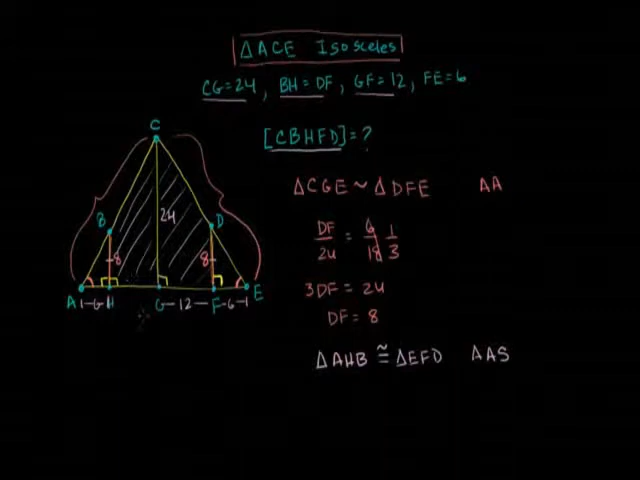 ΔACE Isosceles
CG=24, BH=DF, GF=12, FE=6
[CBHFD]=?
C
ΔCGE ~ ΔDFE AA
B
24
D
DF/24 = 6/18 1/3
8
8
3DF = 24
A H G F E
6 12 6
DF = 8
ΔAHB ≅ ΔEFD AAS